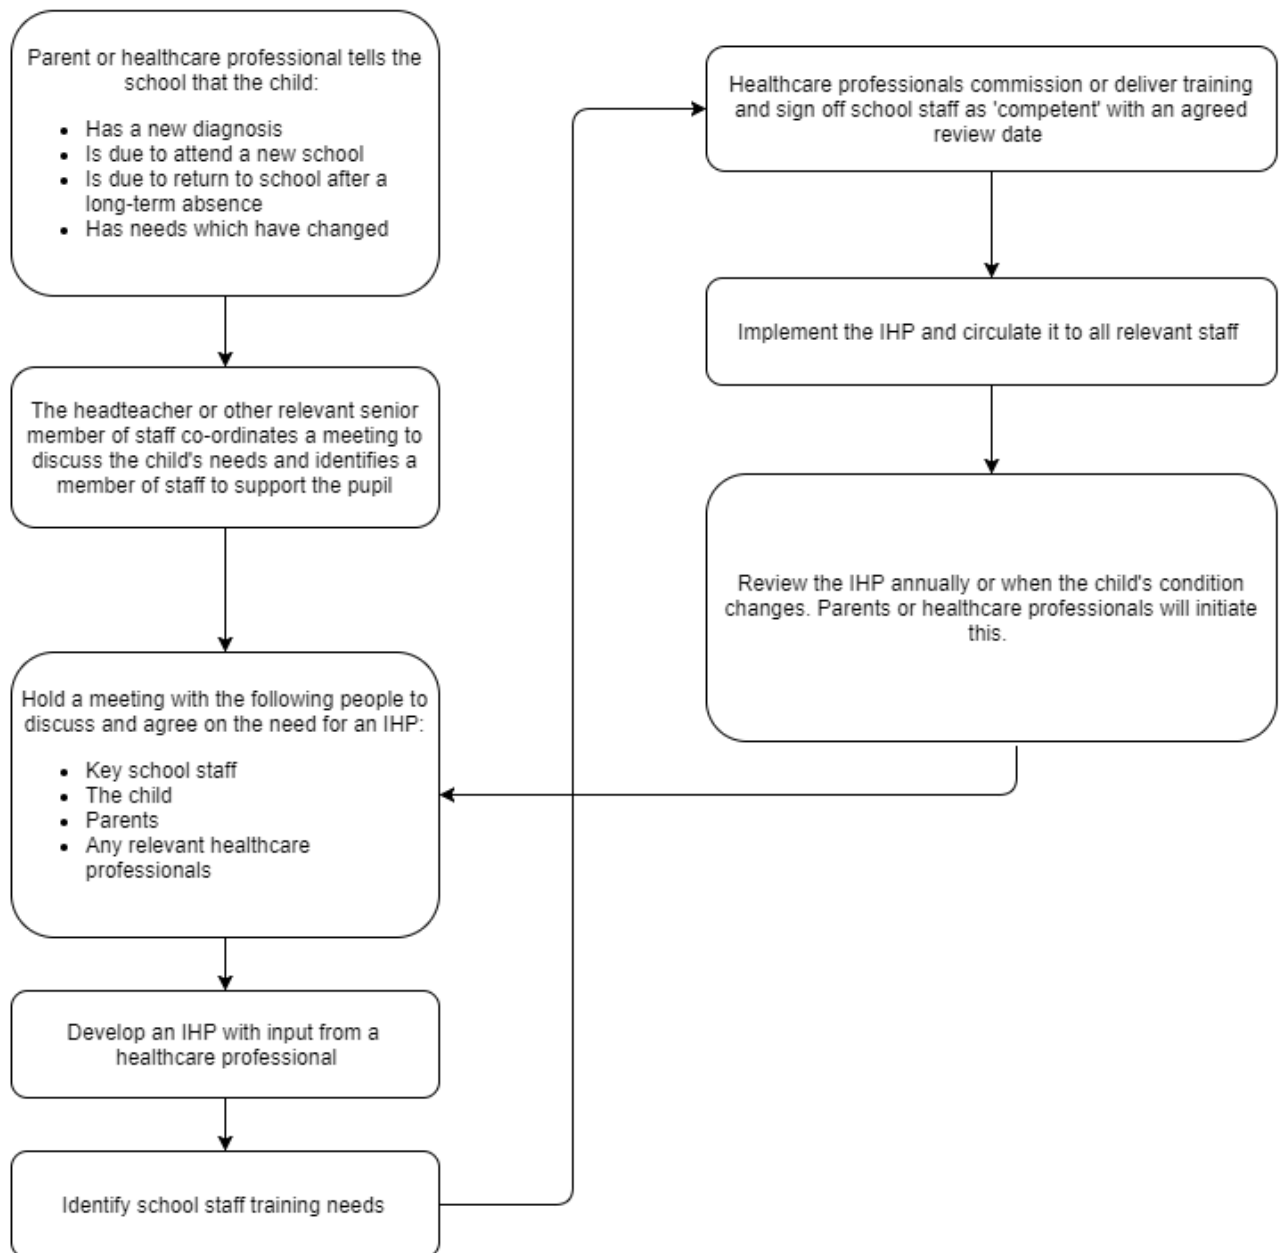 Parent or healthcare professional tells the
school that the child:
• Has a new diagnosis
• Is due to attend a new school
• Is due to return to school after a
long-term absence
• Has needs which have changed
The headteacher or other relevant senior
member of staff co-ordinates a meeting to
discuss the child's needs and identifies a
member of staff to support the pupil
Hold a meeting with the following people to
discuss and agree on the need for an IHP:
• Key school staff
• The child
• Parents
• Any relevant healthcare
professionals
Develop an IHP with input from a
healthcare professional
Identify school staff training needs
Healthcare professionals commission or deliver training
and sign off school staff as 'competent' with an agreed
review date
Implement the IHP and circulate it to all relevant staff
Review the IHP annually or when the child's condition
changes. Parents or healthcare professionals will initiate
this.